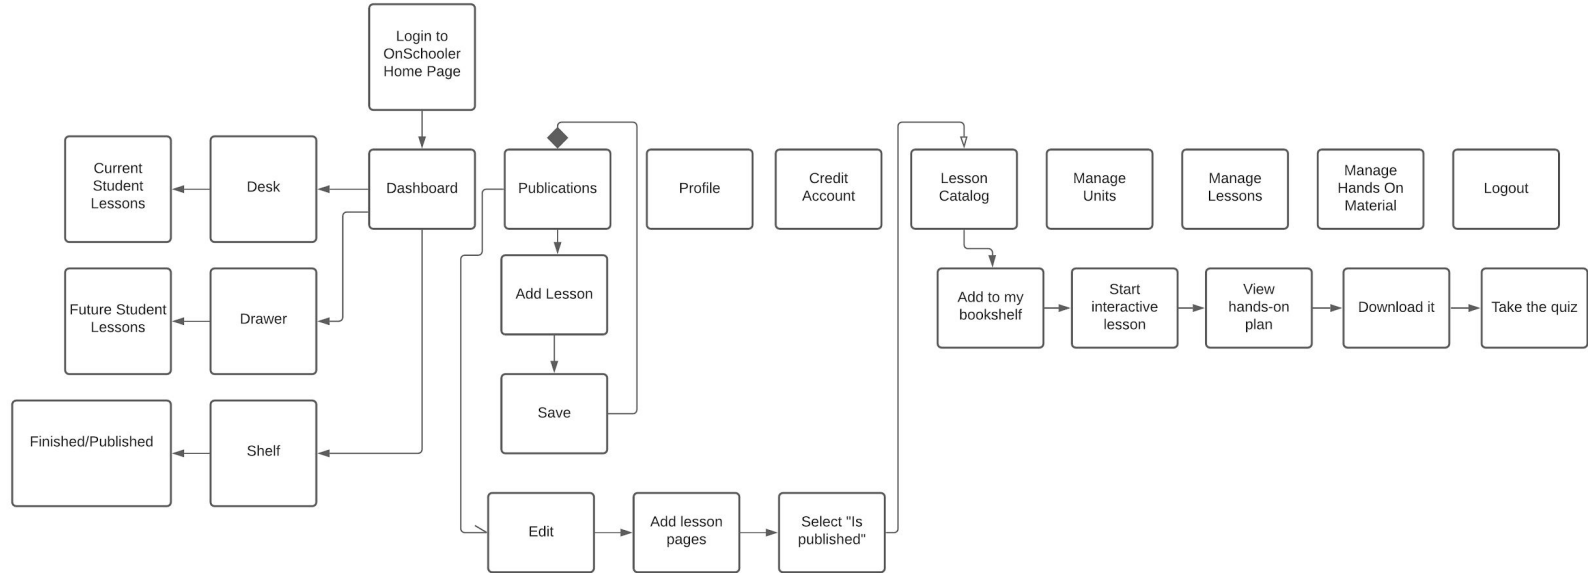 Login to
OnSchooler
Home Page
Current
Student
Lessons
Desk
Dashboard
Publications
Profile
Credit
Account
Lesson
Catalog
Manage
Units
Manage
Lessons
Manage
Hands On
Material
Logout
Future Student
Lessons
Drawer
Add Lesson
Add to my
bookshelf
Start
interactive
lesson
View
hands-on
plan
Download it
Take the quiz
Save
Finished/Published
Shelf
Edit
Add lesson
pages
Select "Is
published"